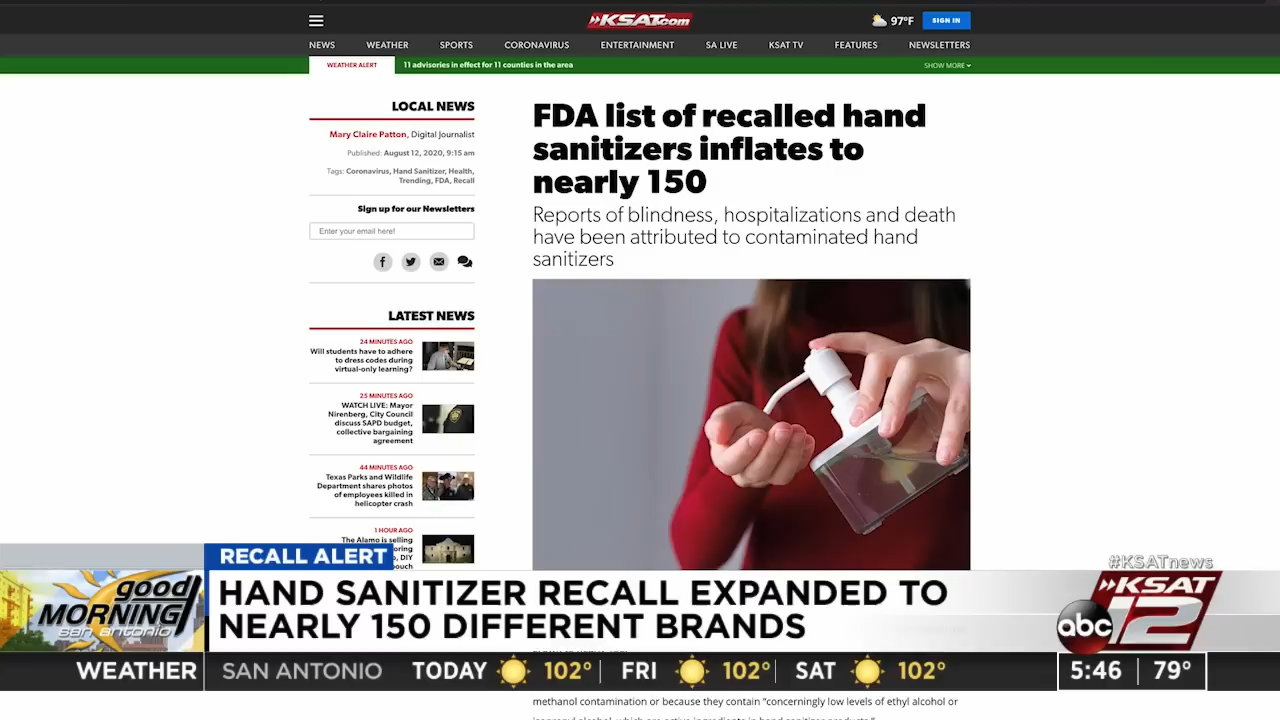 KSAT.com
97°F
SIGN IN
NEWS WEATHER SPORTS CORONAVIRUS ENTERTAINMENT SA LIVE KSAT TV FEATURES NEWSLETTERS
WEATHER ALERT
11 advisories in effect for 11 counties in the area
SHOW MORE
LOCAL NEWS
Mary Claire Patton, Digital Journalist
Published: August 12, 2020, 9:15 am
Tags: Coronavirus, Hand Sanitizer, Health,
Trending, FDA, Recall
Sign up for our Newsletters
Enter your email here!
LATEST NEWS
24 MINUTES AGO
Will students have to adhere
to dress codes during
virtual-only learning?
25 MINUTES AGO
WATCH LIVE: Mayor
Nirenberg, City Council
discuss SAPD budget,
collective bargaining
agreement
44 MINUTES AGO
Texas Parks and Wildlife
Department shares photos
of employees killed in
helicopter crash
1 HOUR AGO
The Alamo is selling
DIY
FDA list of recalled hand
sanitizers inflates to
nearly 150
Reports of blindness, hospitalizations and death
have been attributed to contaminated hand
sanitizers
RECALL ALERT
#KSATnews
good
MORNING
san antonio
HAND SANITIZER RECALL EXPANDED TO
NEARLY 150 DIFFERENT BRANDS
abc KSAT 12
WEATHER SAN ANTONIO TODAY 102° FRI 102° SAT 102° 5:46 79°
methanol contamination or because they contain "concerningly low levels of ethyl alcohol or